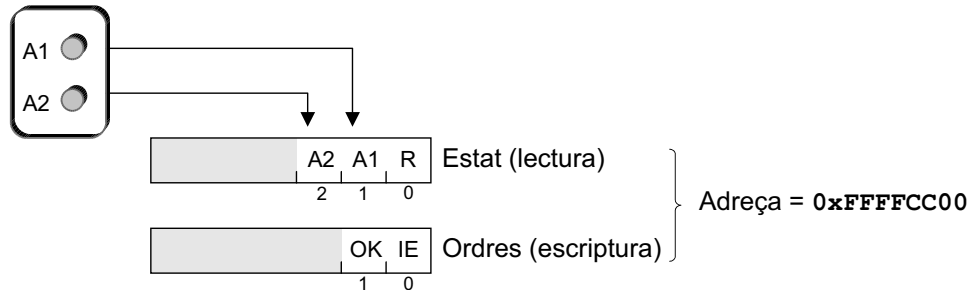 A1
A2
A2 A1 R Estat (lectura)
2 1 0
Adreça = 0xFFFFCC00
OK IE Ordres (escriptura)
1 0